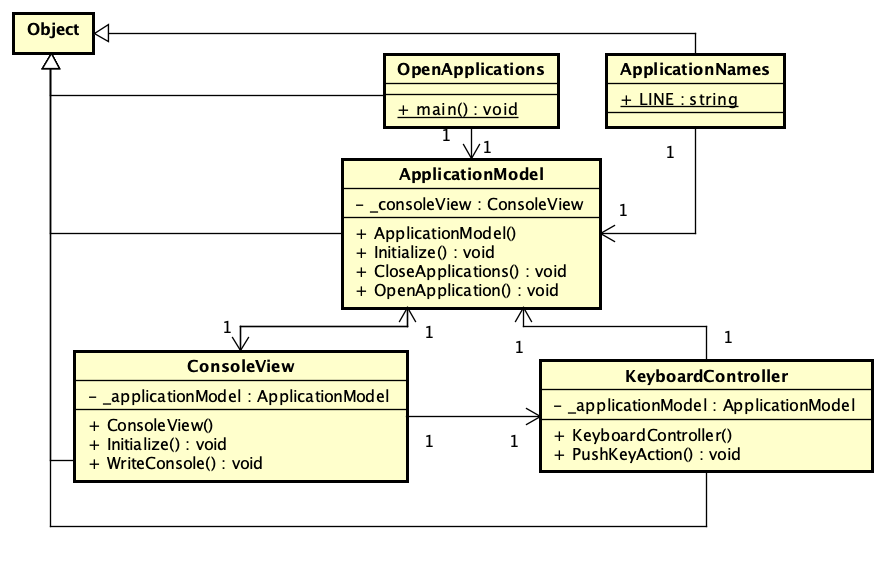 Object
OpenApplications
+ main() : void
ApplicationNames
+ LINE : string
1
1
1
1
ApplicationModel
- _consoleView : ConsoleView
+ ApplicationModel()
+ Initialize() : void
+ CloseApplications() : void
+ OpenApplication() : void
1
1
1
1
ConsoleView
- _applicationModel : ApplicationModel
+ ConsoleView()
+ Initialize() : void
+ WriteConsole() : void
1
1
KeyboardController
- _applicationModel : ApplicationModel
+ KeyboardController()
+ PushKeyAction() : void